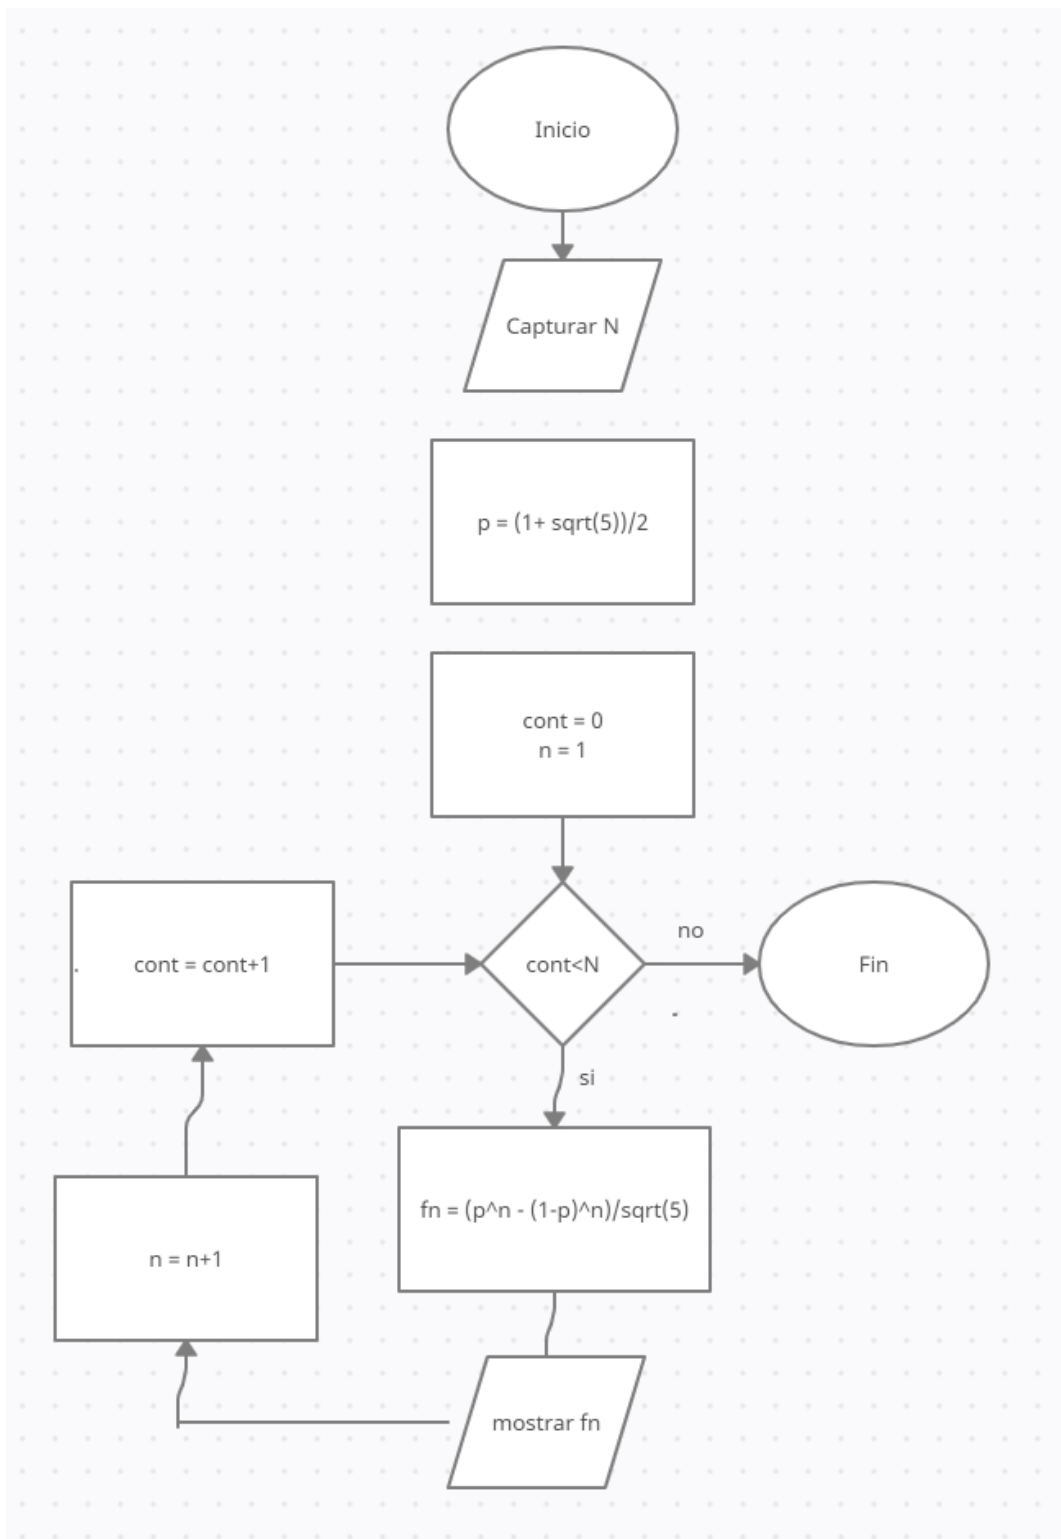 Inicio
Capturar N
p = (1+ sqrt(5))/2
cont = 0
n = 1
cont = cont+1
cont<N
no
Fin
si
fn = (p^n - (1-p)^n)/sqrt(5)
n = n+1
mostrar fn